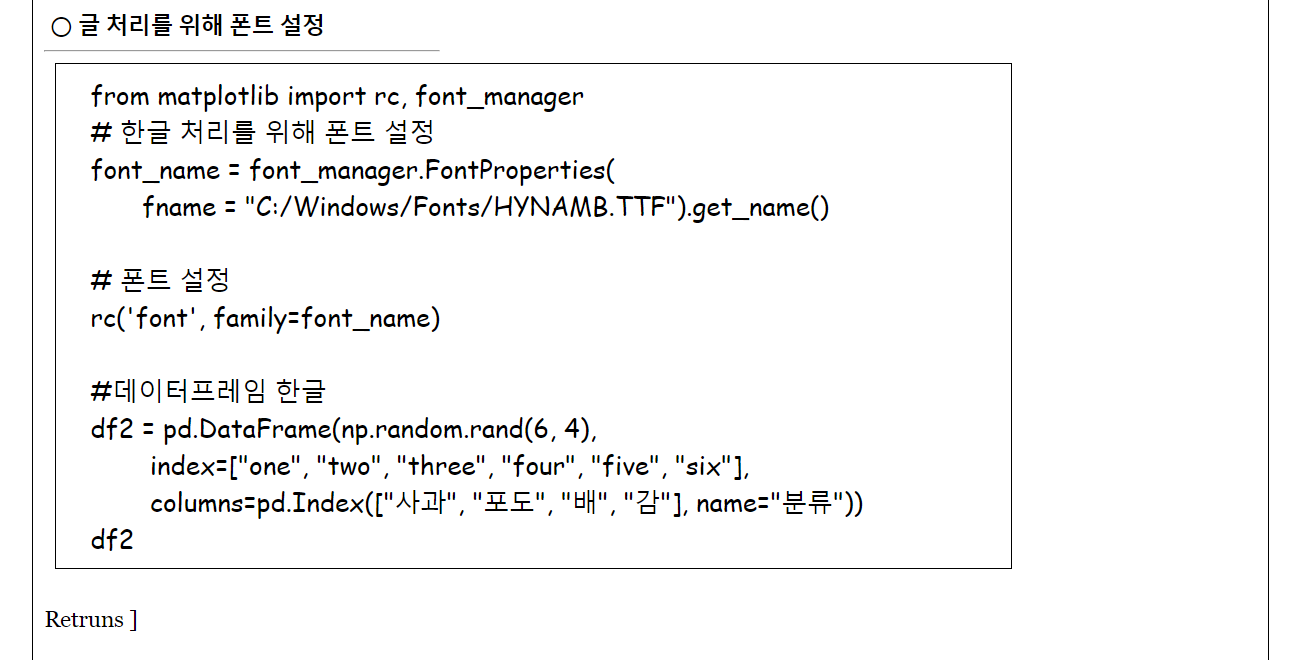 ○ 글 처리를 위해 폰트 설정
from matplotlib import rc, font_manager
# 한글 처리를 위해 폰트 설정
font_name = font_manager.FontProperties(
fname = "C:/Windows/Fonts/HYNAMB.TTF").get_name()
# 폰트 설정
rc('font', family=font_name)
#데이터프레임 한글
df2 = pd.DataFrame(np.random.rand(6, 4),
index=["one", "two", "three", "four", "five", "six"],
columns=pd.Index(["사과", "포도", "배", "감"], name="분류"))
df2
Retruns ]